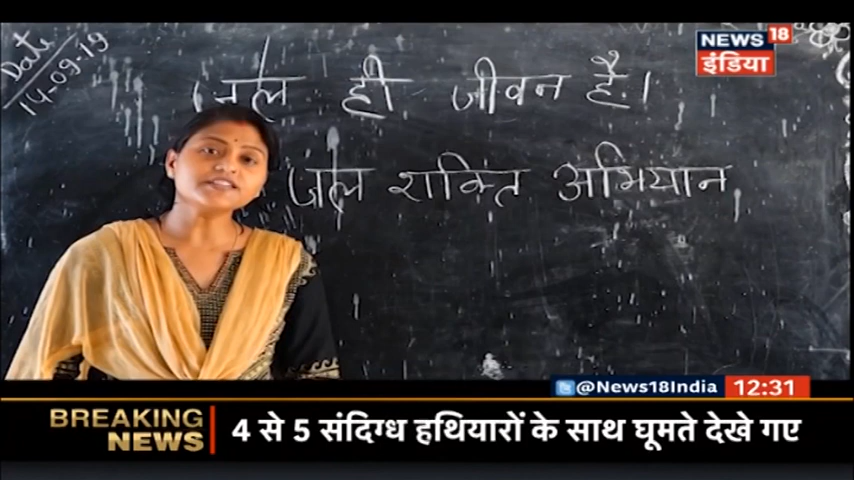 Date
14-09-19
जल ही जीवन है।
जल शक्ति अभियान
NEWS 18
इंडिया
@News18India 12:31
BREAKING
NEWS
4 से 5 संदिग्ध हथियारों के साथ घूमते देखे गए